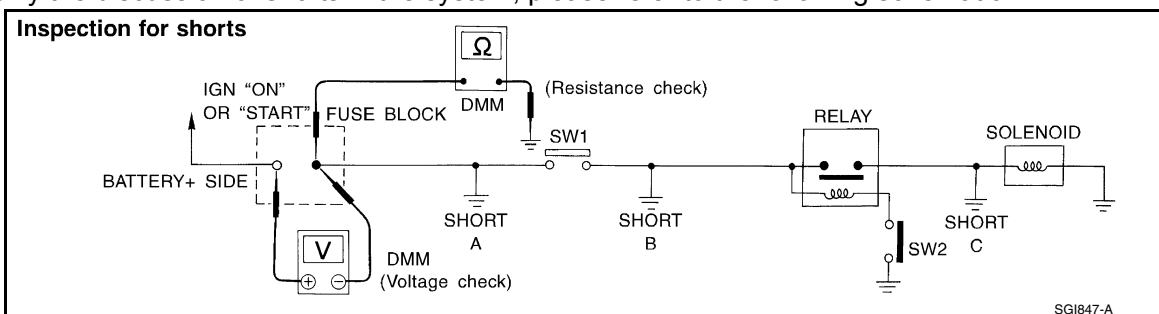 Inspection for shorts
Ω
IGN “ON”
OR “START”
FUSE BLOCK
DMM
(Resistance check)
SW1
RELAY
SOLENOID
BATTERY+ SIDE
SHORT
A
SHORT
B
SHORT
C
SW2
V
+ −
DMM
(Voltage check)
SGI847-A